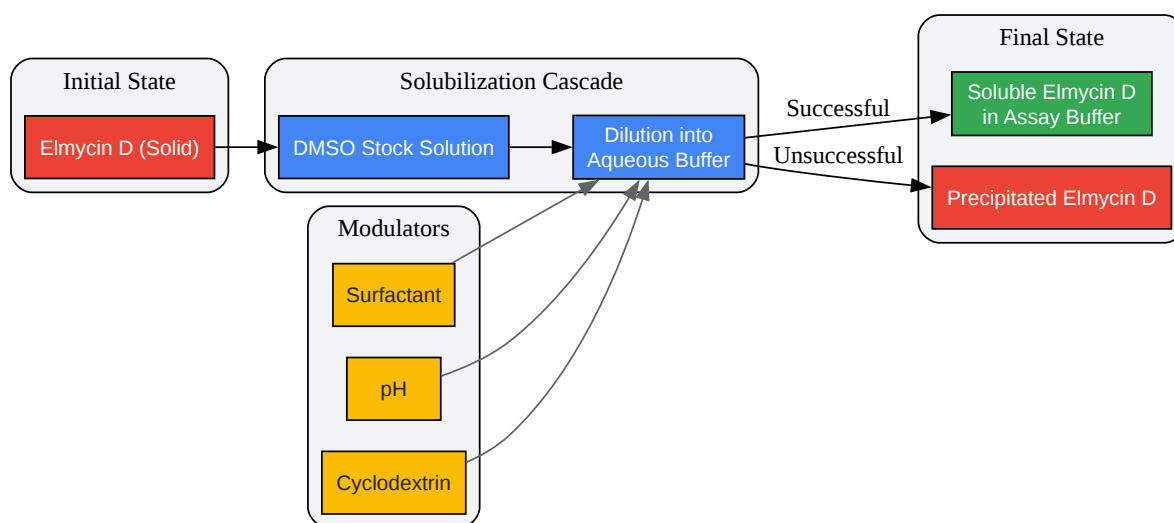 Initial State
Elmycin D (Solid)
Solubilization Cascade
DMSO Stock Solution
Dilution into
Aqueous Buffer
Successful
Unsuccessful
Final State
Soluble Elmycin D
in Assay Buffer
Precipitated Elmycin D
Modulators
Surfactant
pH
Cyclodextrin